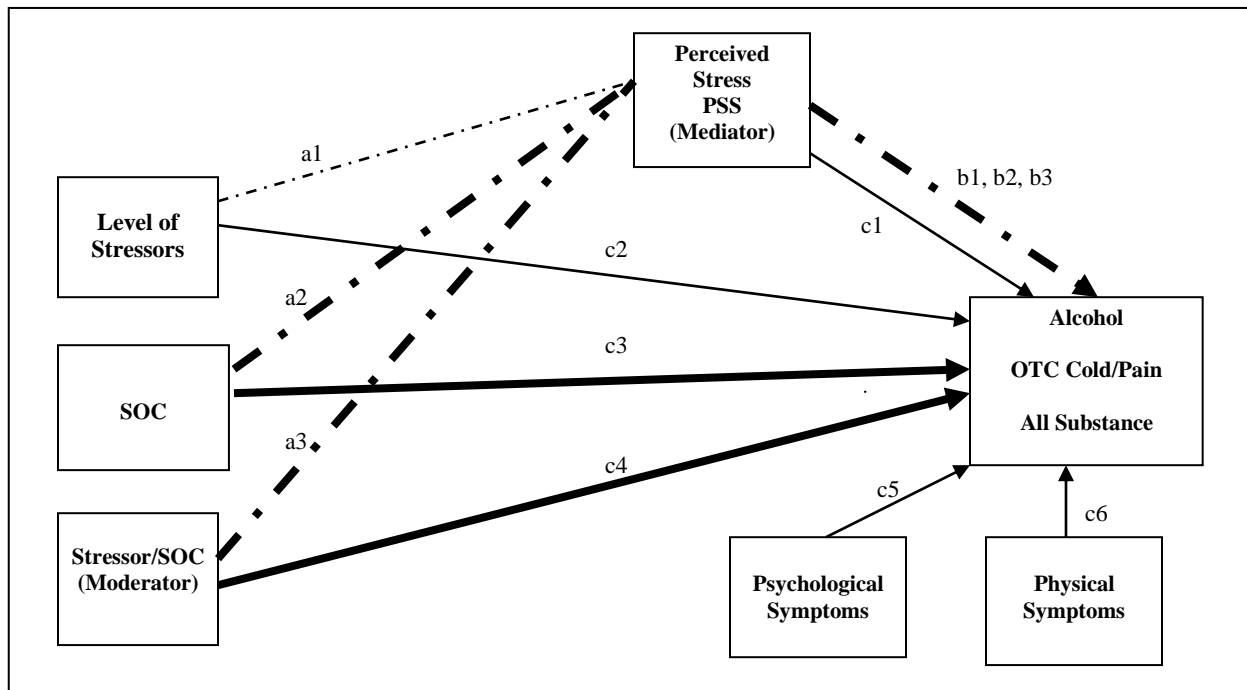 Perceived
Stress
PSS
(Mediator)
a1
b1, b2, b3
Level of
Stressors
c1
c2
a2
Alcohol
OTC Cold/Pain
All Substance
c3
SOC
a3
c4
Stressor/SOC
(Moderator)
c5
c6
Psychological
Symptoms
Physical
Symptoms